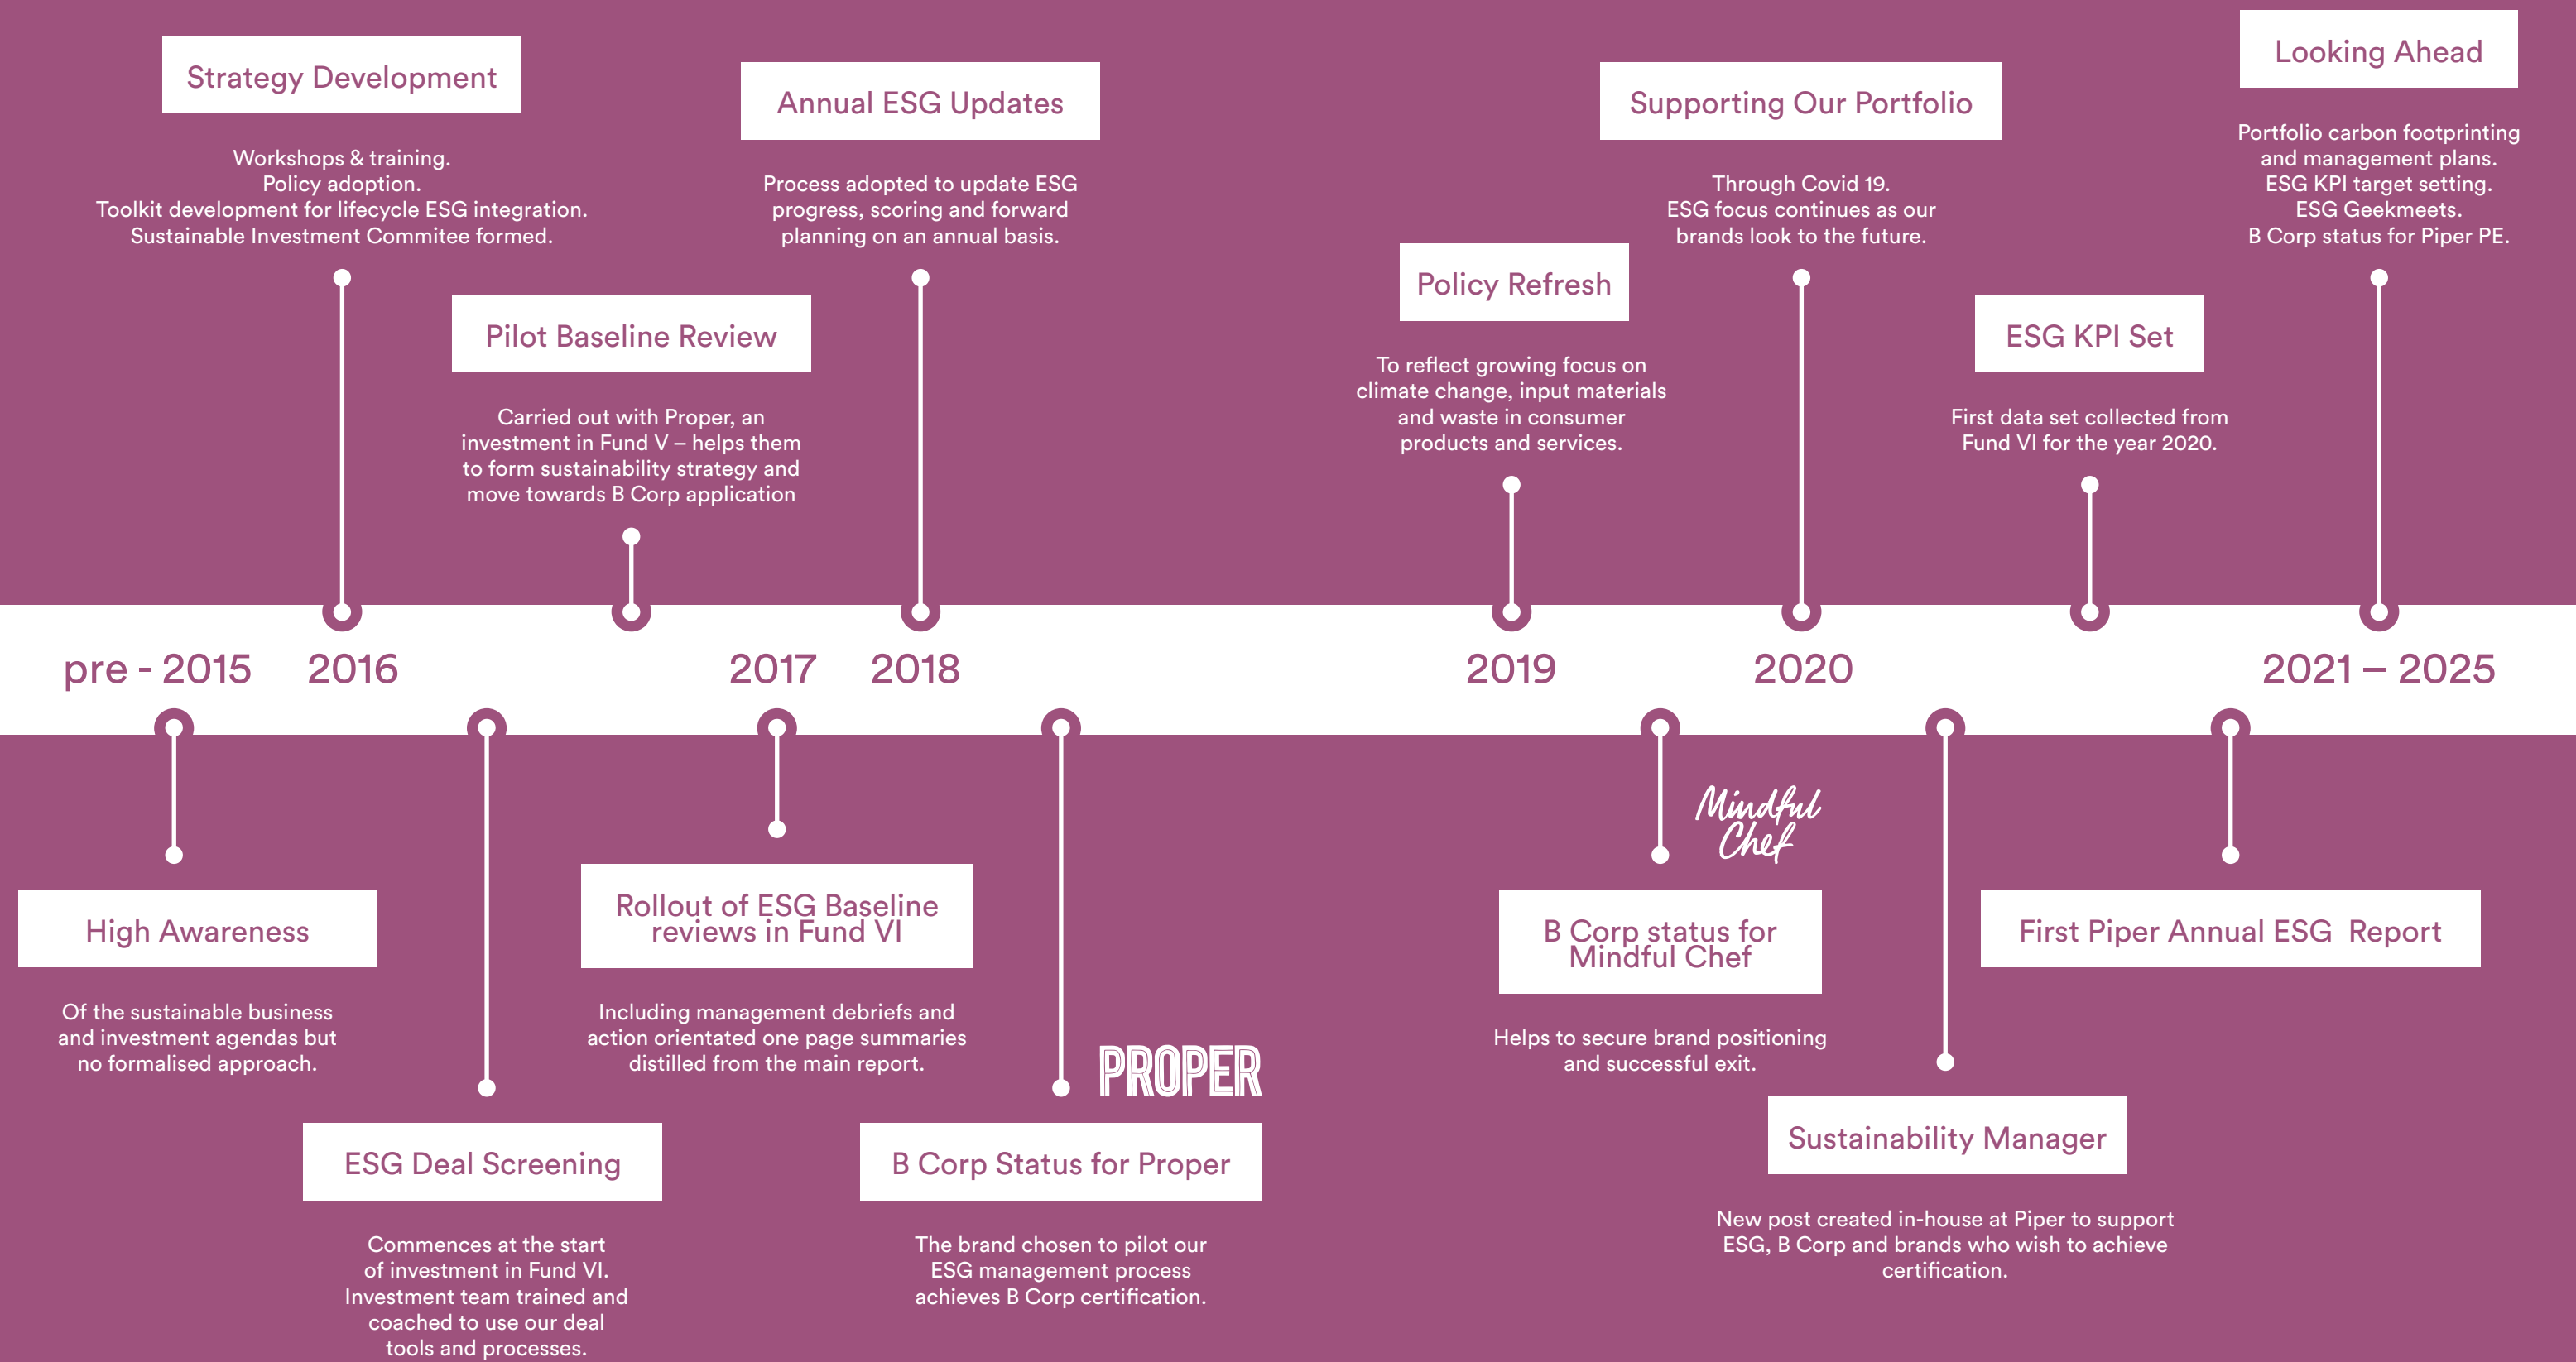 Strategy Development
Workshops & training.
Policy adoption.
Toolkit development for lifecycle ESG integration.
Sustainable Investment Commitee formed.
Pilot Baseline Review
Carried out with Proper, an
investment in Fund V – helps them
to form sustainability strategy and
move towards B Corp application
Annual ESG Updates
Process adopted to update ESG
progress, scoring and forward
planning on an annual basis.
Policy Refresh
To reflect growing focus on
climate change, input materials
and waste in consumer
products and services.
Supporting Our Portfolio
Through Covid 19.
ESG focus continues as our
brands look to the future.
ESG KPI Set
First data set collected from
Fund VI for the year 2020.
Looking Ahead
Portfolio carbon footprinting
and management plans.
ESG KPI target setting.
ESG Geekmeets.
B Corp status for Piper PE.
pre - 2015
2016
2017
2018
2019
2020
2021 – 2025
High Awareness
Of the sustainable business
and investment agendas but
no formalised approach.
ESG Deal Screening
Commences at the start
of investment in Fund VI.
Investment team trained and
coached to use our deal
tools and processes.
Rollout of ESG Baseline
reviews in Fund VI
Including management debriefs and
action orientated one page summaries
distilled from the main report.
PROPER
B Corp Status for Proper
The brand chosen to pilot our
ESG management process
achieves B Corp certification.
Mindful
Chef
B Corp status for
Mindful Chef
Helps to secure brand positioning
and successful exit.
Sustainability Manager
New post created in-house at Piper to support
ESG, B Corp and brands who wish to achieve
certification.
First Piper Annual ESG  Report